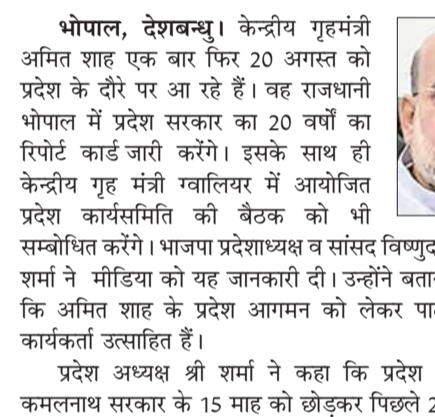 भोपाल, देशबन्धु। केन्द्रीय गृहमंत्री
अमित शाह एक बार फिर 20 अगस्त को
प्रदेश के दौरे पर आ रहे हैं। वह राजधानी
भोपाल में प्रदेश सरकार का 20 वर्षों का
रिपोर्ट कार्ड जारी करेंगे। इसके साथ ही
केन्द्रीय गृह मंत्री ग्वालियर में आयोजित
प्रदेश कार्यसमिति की बैठक को भी
सम्बोधित करेंगे। भाजपा प्रदेशाध्यक्ष व सांसद
शर्मा ने मीडिया को यह जानकारी दी। उन्होंने
कि अमित शाह के प्रदेश आगमन को लेकर
कार्यकर्ता उत्साहित हैं।
प्रदेश अध्यक्ष श्री शर्मा ने कहा कि प्रदेश
कमलनाथ सरकार के 15 माह को छोड़कर पिछले